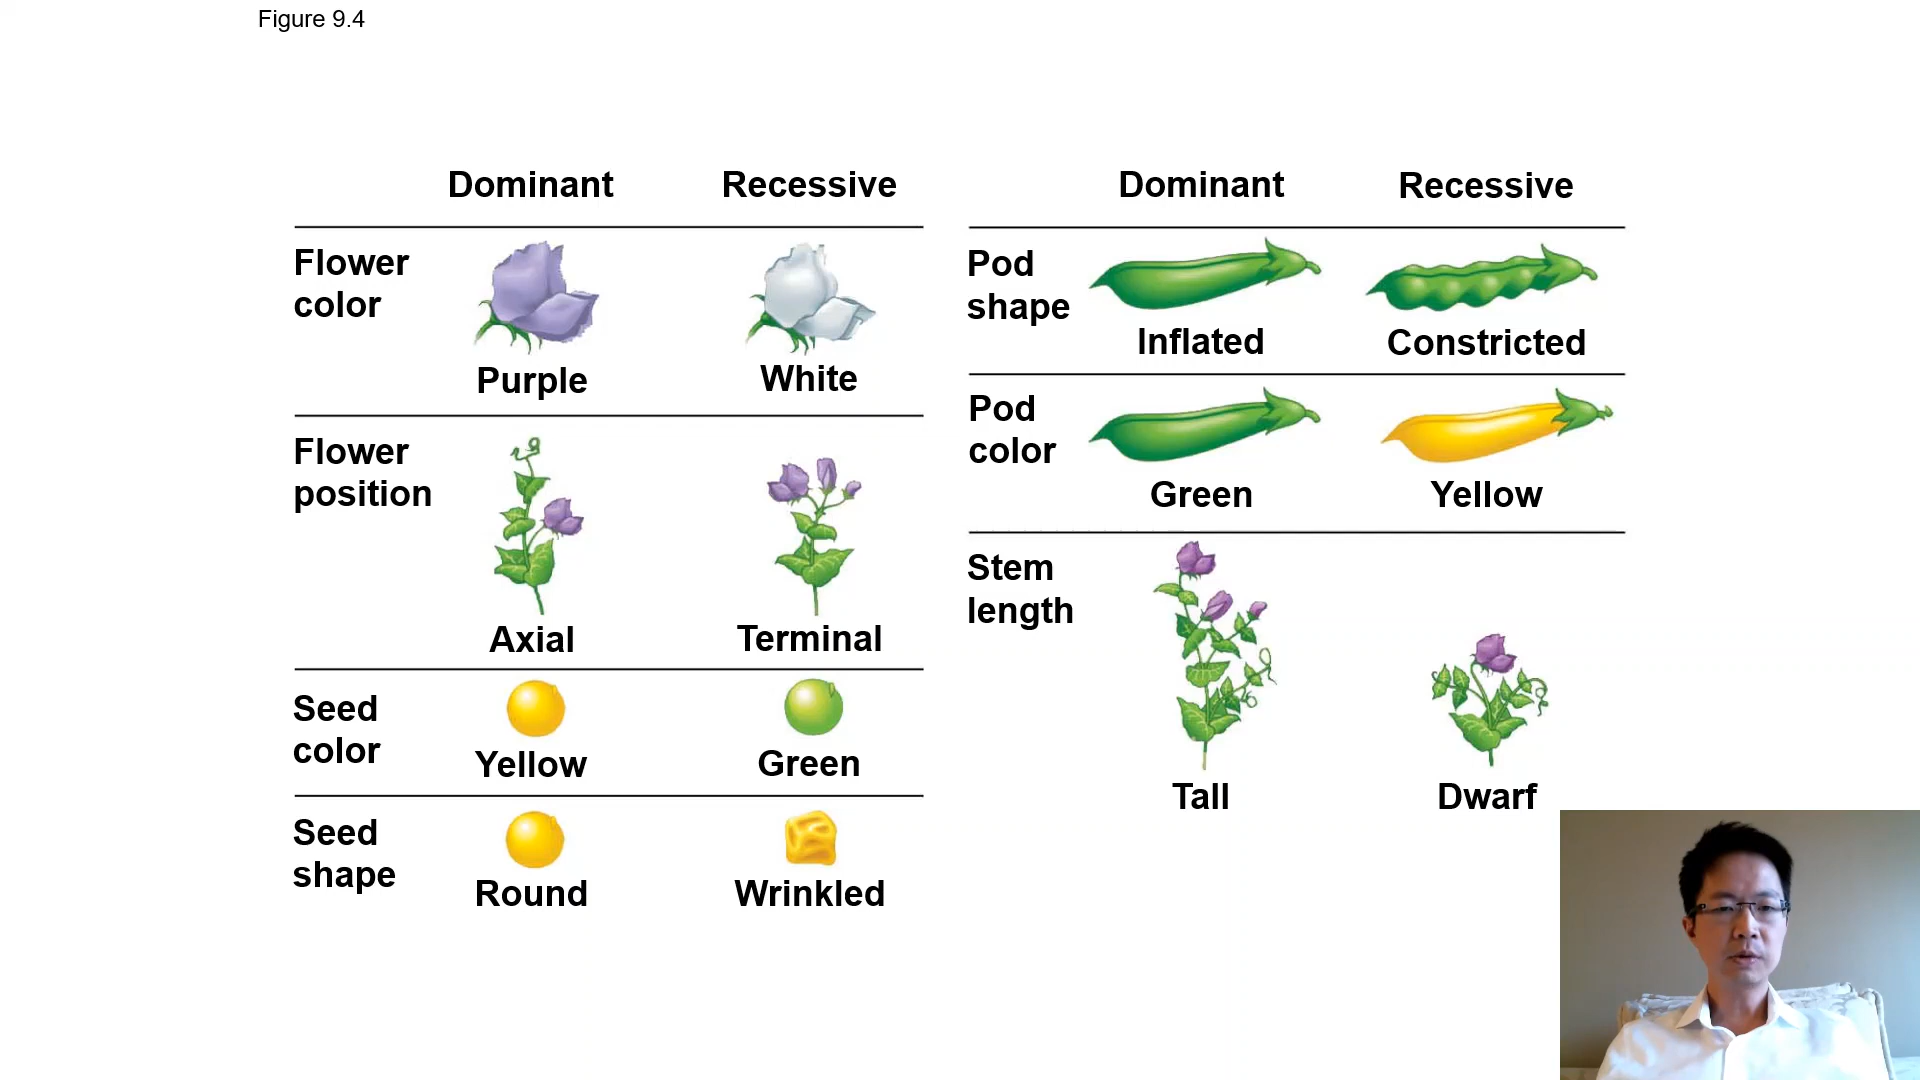 Figure 9.4
Dominant Recessive
Flower
color
Purple White
Flower
position
Axial Terminal
Seed
color
Yellow Green
Seed
shape
Round Wrinkled
Dominant Recessive
Pod
shape
Inflated Constricted
Pod
color
Green Yellow
Stem
length
Tall Dwarf